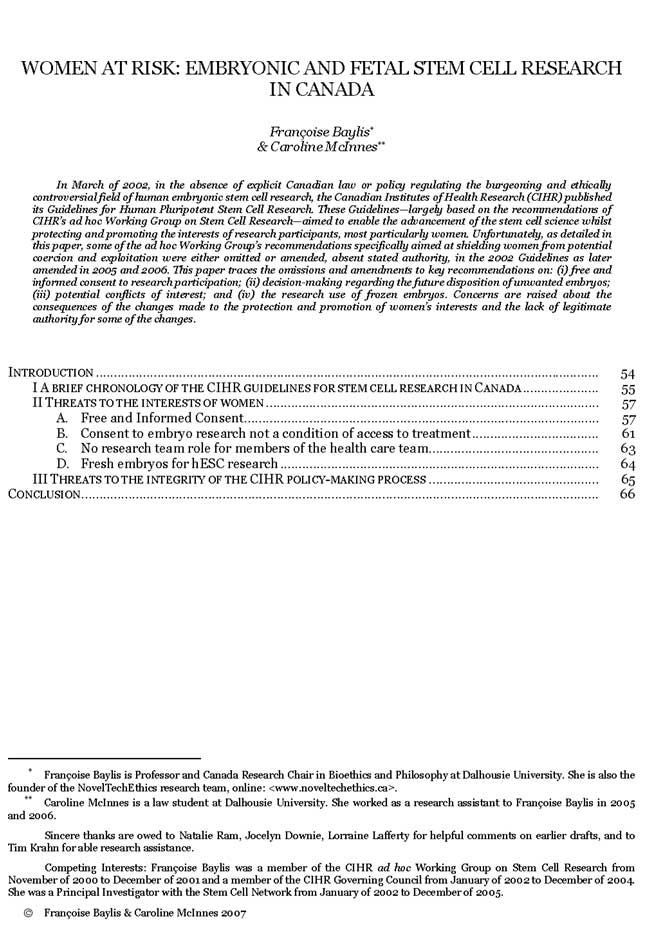 WOMEN AT RISK: EMBRYONIC AND FETAL STEM CELL RESEARCH
IN CANADA
Françoise Baylis*
& Caroline McInnes**
In March of 2002, in the absence of explicit Canadian law or policy regulating the burgeoning and ethically
controversial field of human embryonic stem cell research, the Canadian Institutes of Health Research (CIHR) published
its Guidelines for Human Pluripotent Stem Cell Research. These Guidelines—largely based on the recommendations of
CIHR's ad hoc Working Group on Stem Cell Research—aimed to enable the advancement of the stem cell science whilst
protecting and promoting the interests of research participants, most particularly women. Unfortunately, as detailed in
this paper, some of the ad hoc Working Group's recommendations specifically aimed at shielding women from potential
coercion and exploitation were either omitted or amended, absent stated authority, in the 2002 Guidelines as later
amended in 2005 and 2006. This paper traces the omissions and amendments to key recommendations on: (i) free and
informed consent to research participation; (ii) decision-making regarding the future disposition of unwanted embryos;
(iii) potential conflicts of interest; and (iv) the research use of frozen embryos. Concerns are raised about the
consequences of the changes made to the protection and promotion of women's interests and the lack of legitimate
authority for some of the changes.
INTRODUCTION ........ 54
I A BRIEF CHRONOLOGY OF THE CIHR GUIDELINES FOR STEM CELL RESEARCH IN CANADA ........ 55
II THREATS TO THE INTERESTS OF WOMEN ........ 57
A. Free and Informed Consent ........ 57
B. Consent to embryo research not a condition of access to treatment ........ 61
C. No research team role for members of the health care team ........ 63
D. Fresh embryos for hESC research ........ 64
III THREATS TO THE INTEGRITY OF THE CIHR POLICY-MAKING PROCESS ........ 65
CONCLUSION ........ 66
* Françoise Baylis is Professor and Canada Research Chair in Bioethics and Philosophy at Dalhousie University. She is also the
founder of the NovelTechEthics research team, online: <www.noveltechethics.ca>.
** Caroline McInnes is a law student at Dalhousie University. She worked as a research assistant to Françoise Baylis in 2005
and 2006.
Sincere thanks are owed to Natalie Ram, Jocelyn Downie, Lorraine Lafferty for helpful comments on earlier drafts, and to
Tim Krahn for able research assistance.
Competing Interests: Françoise Baylis was a member of the CIHR ad hoc Working Group on Stem Cell Research from
November of 2000 to December of 2001 and a member of the CIHR Governing Council from January of 2002 to December of 2004.
She was a Principal Investigator with the Stem Cell Network from January of 2002 to December of 2005.
© Françoise Baylis & Caroline McInnes 2007